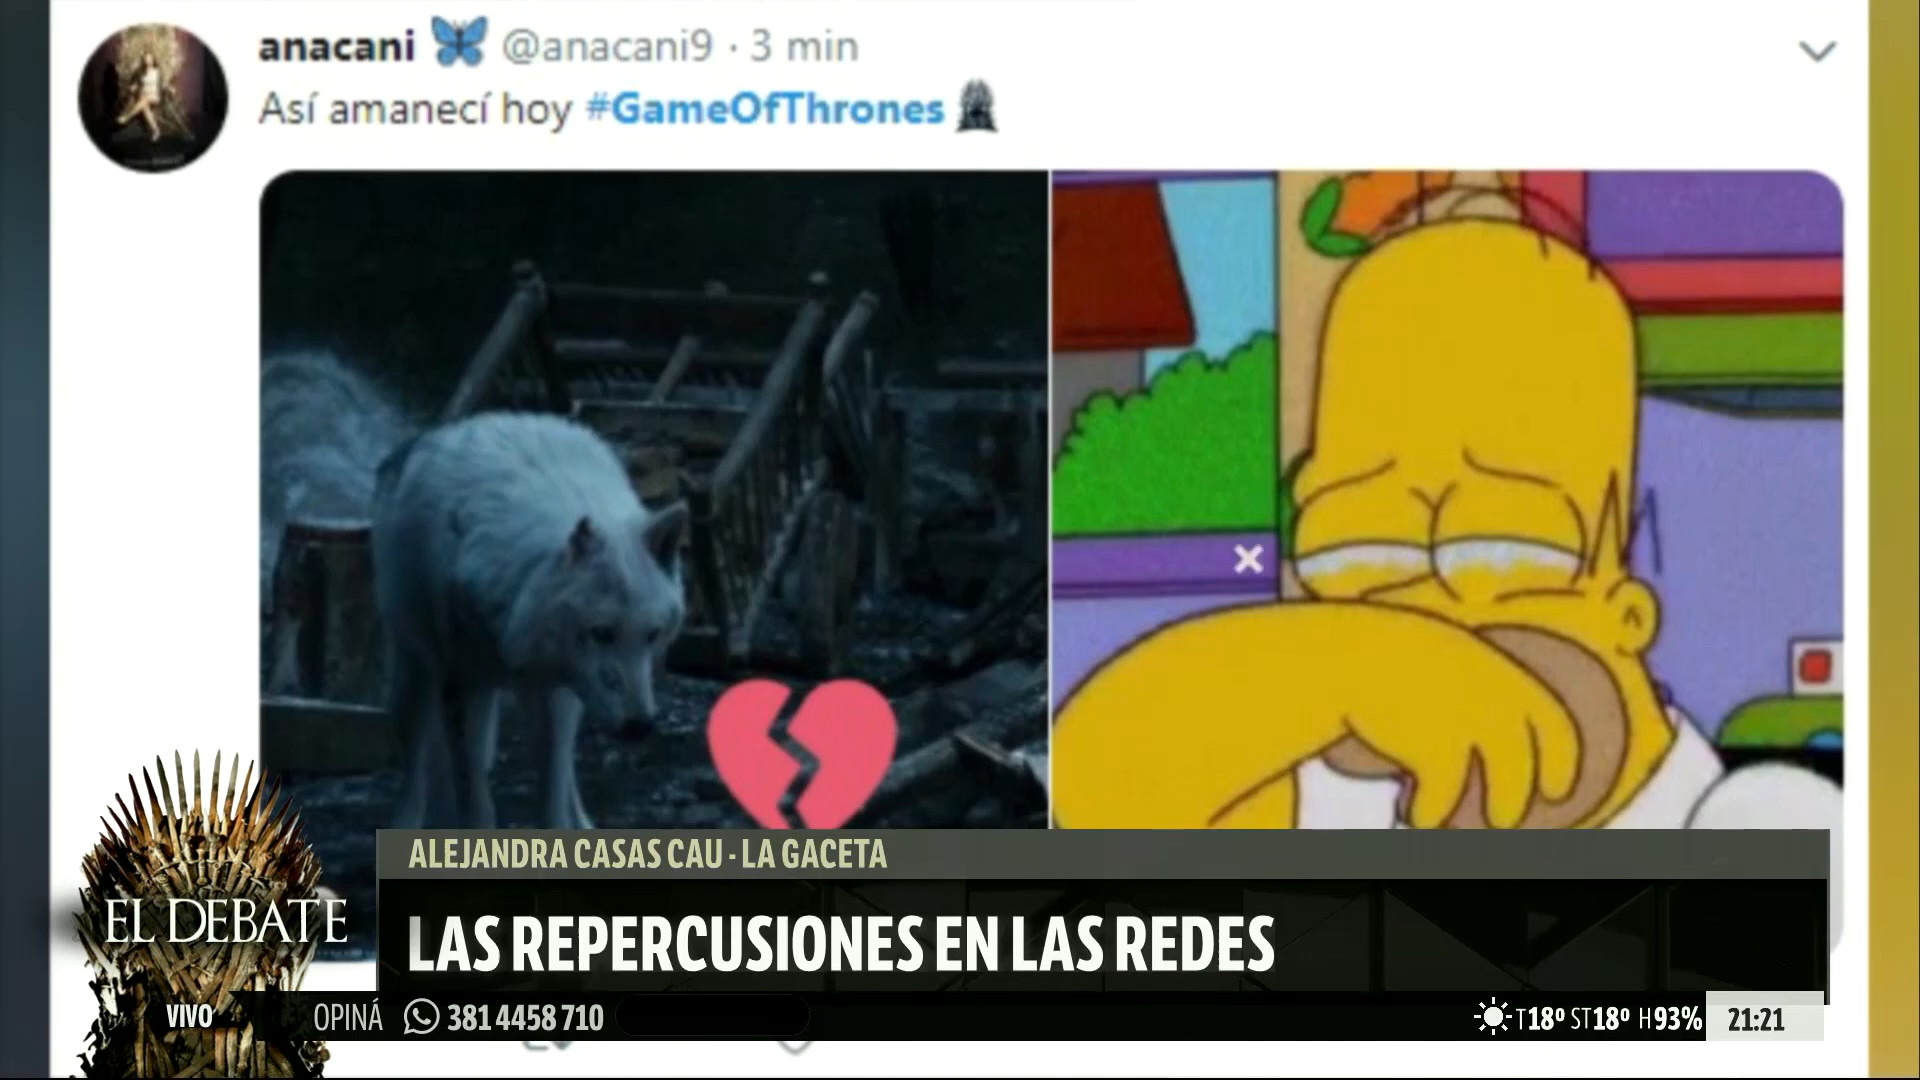 anacani @anacani9 · 3 min
Así amanecí hoy #GameOfThrones
ALEJANDRA CASAS CAU - LA GACETA
EL DEBATE
LAS REPERCUSIONES EN LAS REDES
VIVO OPINÁ 381 4458 710 T18º ST18º H93% 21:21